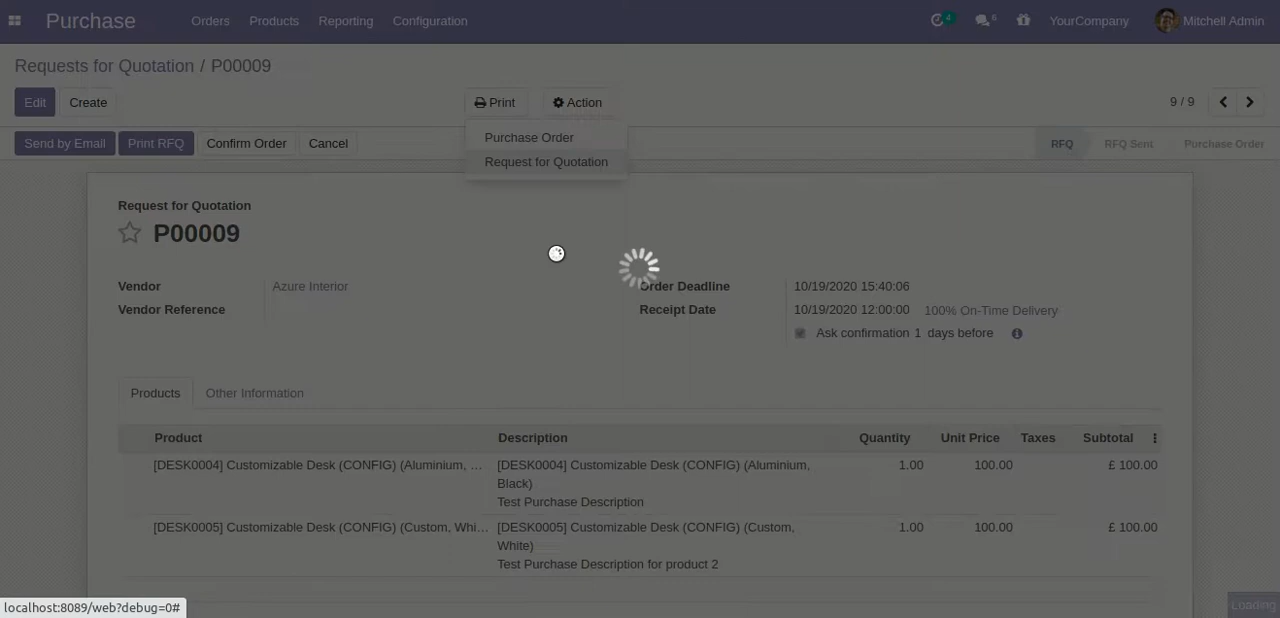 Purchase Orders Products Reporting Configuration 4 6 YourCompany Mitchell Admin
Requests for Quotation / P00009
Edit Create Print Action 9 / 9
Purchase Order
Request for Quotation
Send by Email Print RFQ Confirm Order Cancel RFQ RFQ Sent Purchase Order
Request for Quotation
P00009
Vendor Azure Interior Order Deadline 10/19/2020 15:40:06
Vendor Reference Receipt Date 10/19/2020 12:00:00 100% On-Time Delivery
Ask confirmation 1 days before
Products Other Information
Product Description Quantity Unit Price Taxes Subtotal
[DESK0004] Customizable Desk (CONFIG) (Aluminium, ... [DESK0004] Customizable Desk (CONFIG) (Aluminium, 1.00 100.00 £ 100.00
Black)
Test Purchase Description
[DESK0005] Customizable Desk (CONFIG) (Custom, Whi... [DESK0005] Customizable Desk (CONFIG) (Custom, 1.00 100.00 £ 100.00
White)
Test Purchase Description for product 2
localhost:8089/web?debug=0# Loading